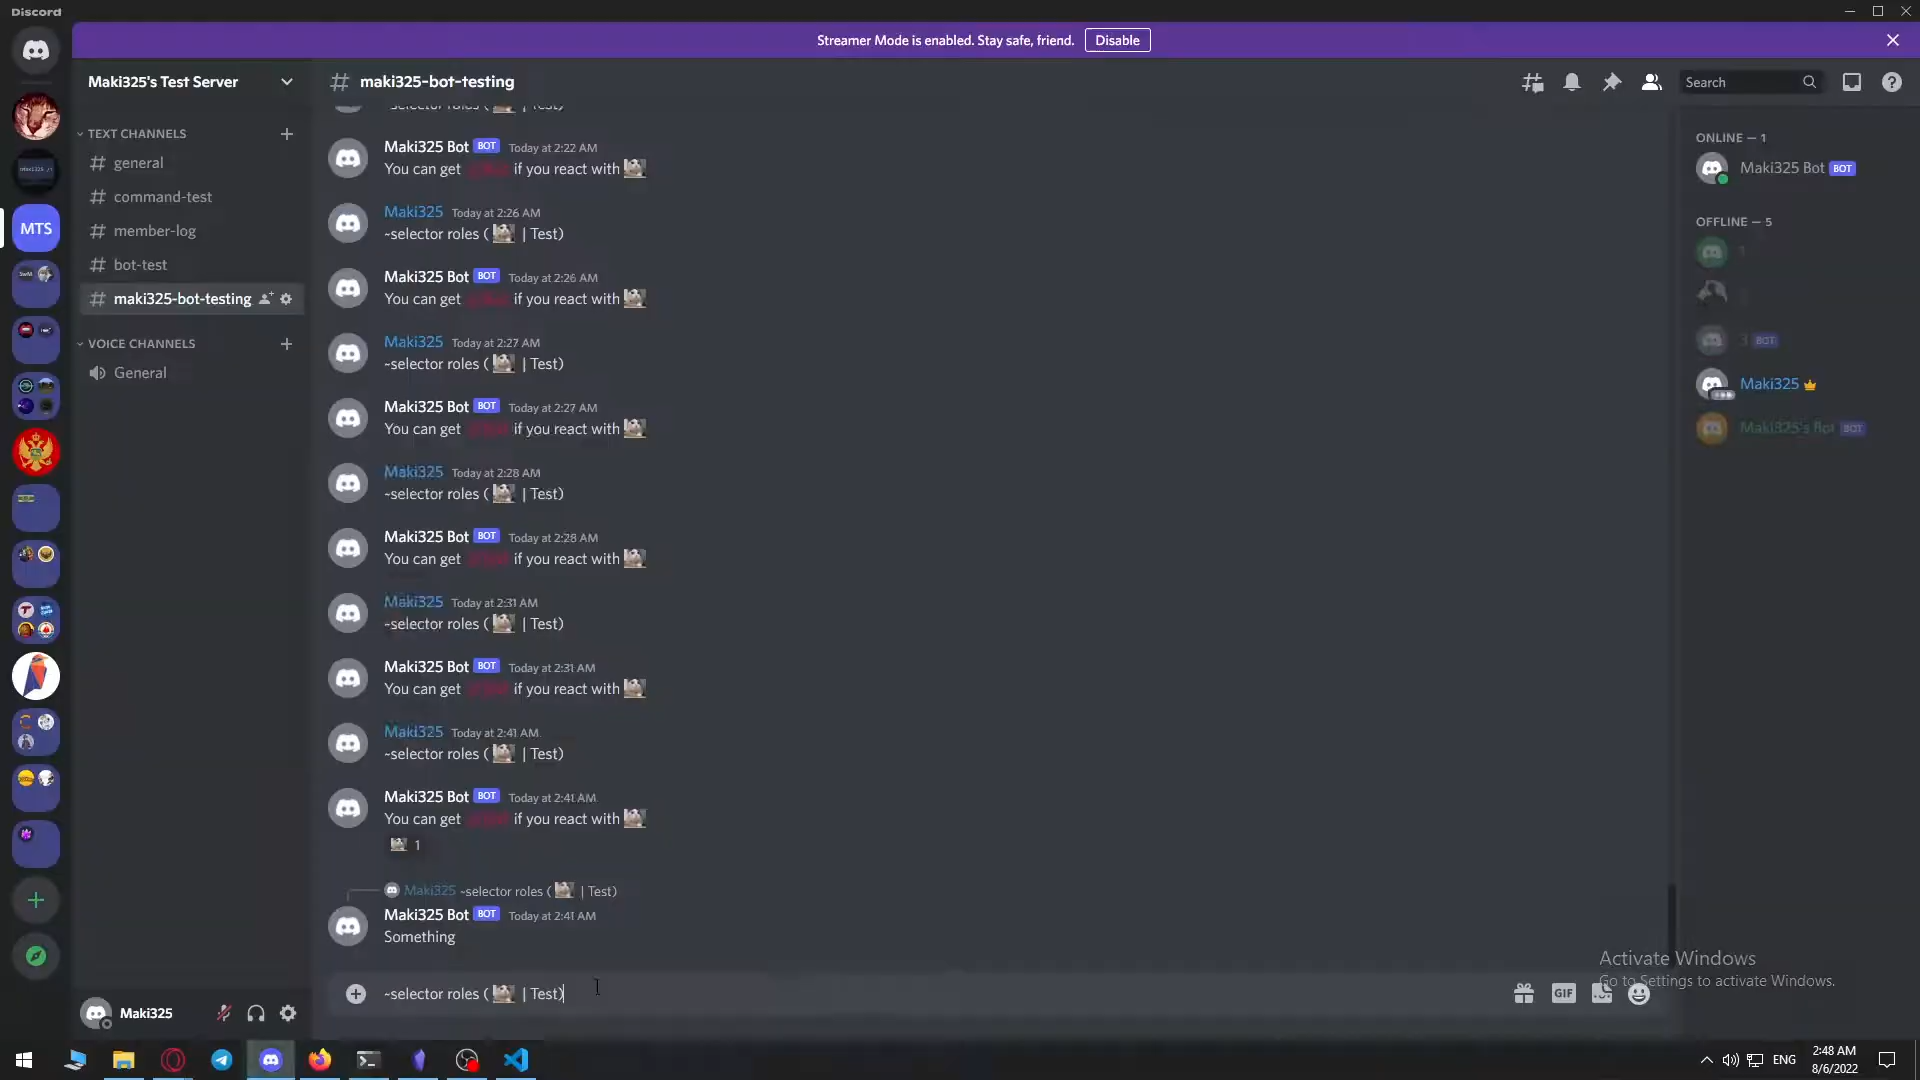 Discord
Streamer Mode is enabled. Stay safe, friend. Disable
Maki325's Test Server
maki325-bot-testing
Search
TEXT CHANNELS
general
command-test
member-log
bot-test
maki325-bot-testing
VOICE CHANNELS
General
MTS
~selector roles ( | Test)
Maki325 Bot BOT Today at 2:22 AM
You can get if you react with
Maki325 Today at 2:26 AM
~selector roles ( | Test)
Maki325 Bot BOT Today at 2:26 AM
You can get if you react with
Maki325 Today at 2:27 AM
~selector roles ( | Test)
Maki325 Bot BOT Today at 2:27 AM
You can get if you react with
Maki325 Today at 2:28 AM
~selector roles ( | Test)
Maki325 Bot BOT Today at 2:28 AM
You can get if you react with
Maki325 Today at 2:31 AM
~selector roles ( | Test)
Maki325 Bot BOT Today at 2:31 AM
You can get if you react with
Maki325 Today at 2:41 AM
~selector roles ( | Test)
Maki325 Bot BOT Today at 2:41 AM
You can get if you react with
1
Maki325 ~selector roles ( | Test)
Maki325 Bot BOT Today at 2:41 AM
Something
~selector roles ( | Test)
GIF
ONLINE — 1
Maki325 Bot BOT
OFFLINE — 5
3 BOT
Maki325
Maki325's Bot BOT
Activate Windows
Go to Settings to activate Windows.
Maki325
ENG
2:48 AM
8/6/2022